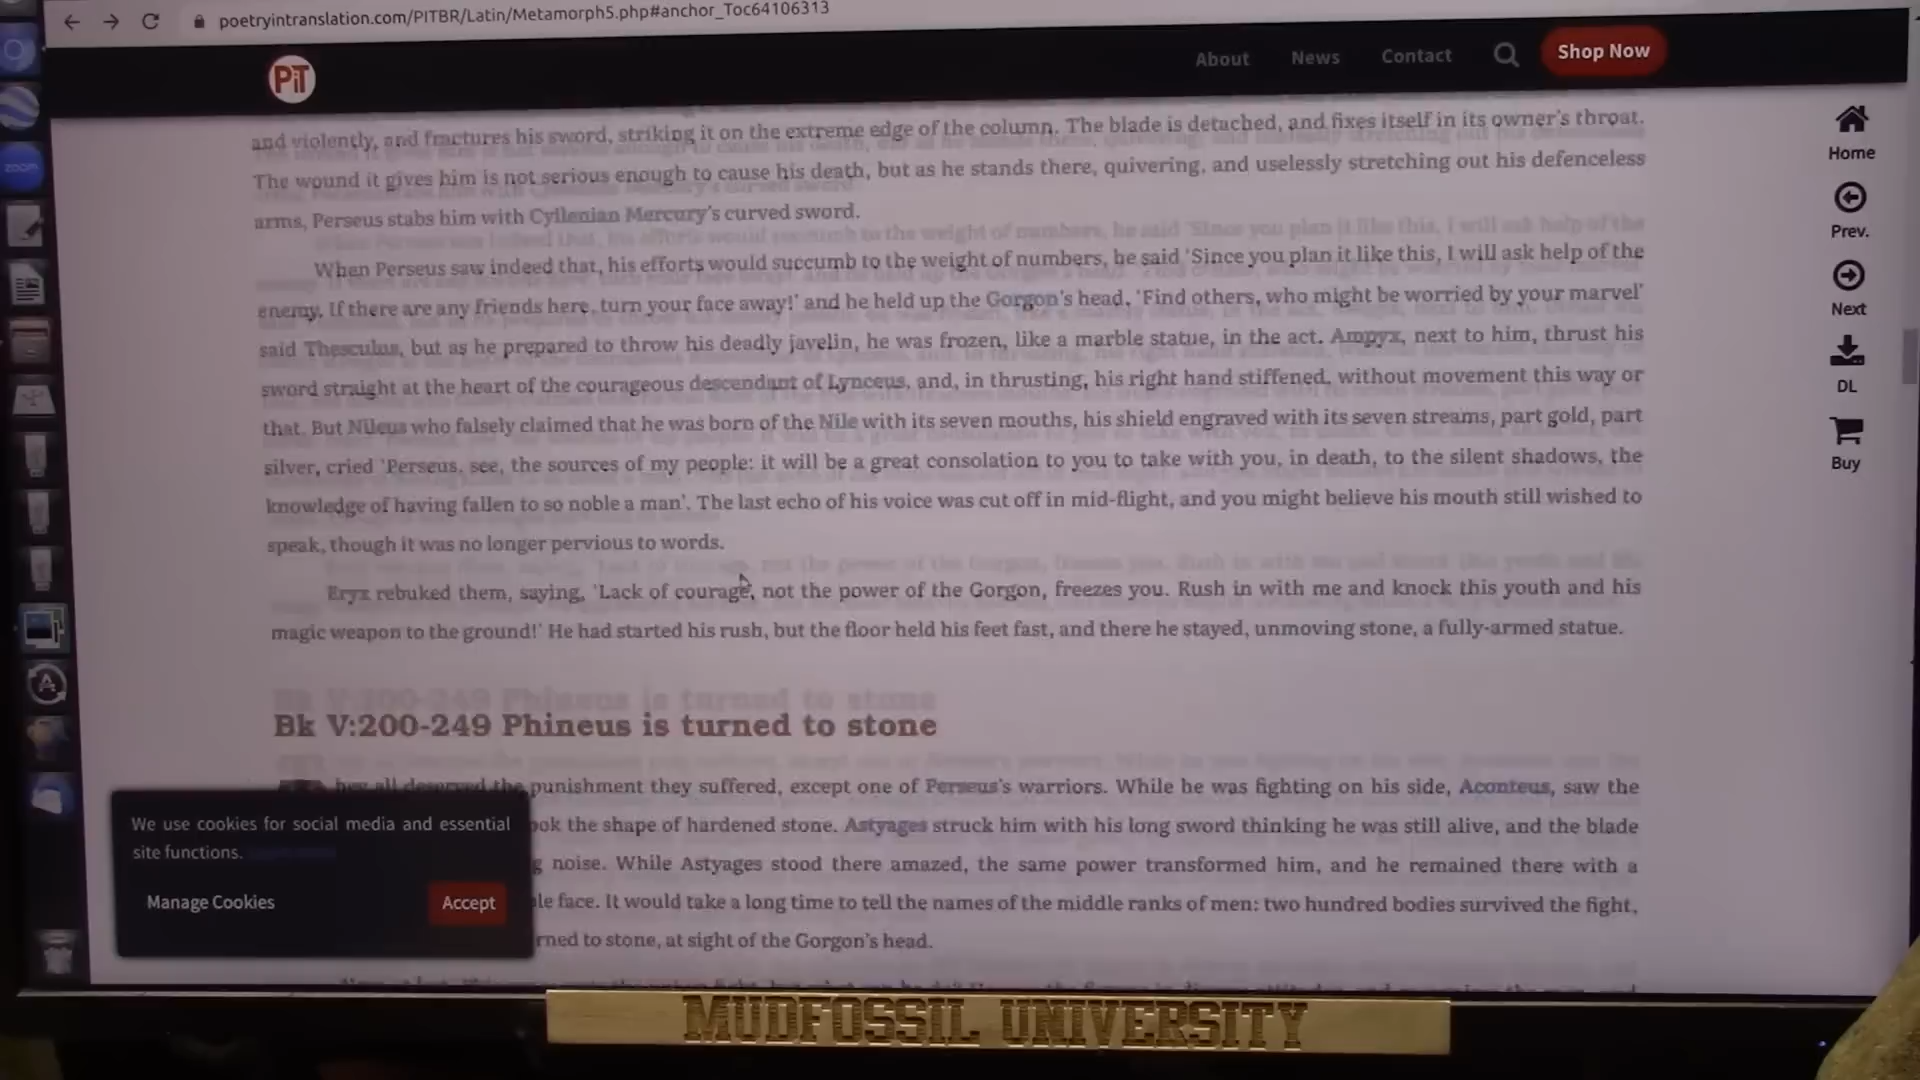 poetryintranslation.com/PITBR/Latin/Metamorph5.php#anchor_Toc64106313
PiT
About News Contact Shop Now
and violently, and fractures his sword, striking it on the extreme edge of the column. The blade is detached, and fixes itself in its owner's throat.
The wound it gives him is not serious enough to cause his death, but as he stands there, quivering, and uselessly stretching out his defenceless
arms, Perseus stabs him with Cyllenian Mercury's curved sword.
When Perseus saw indeed that, his efforts would succumb to the weight of numbers, he said 'Since you plan it like this, I will ask help of the
enemy. If there are any friends here, turn your face away!' and he held up the Gorgon's head. 'Find others, who might be worried by your marvel'
said Thesculus, but as he prepared to throw his deadly javelin, he was frozen, like a marble statue, in the act. Ampyx, next to him, thrust his
sword straight at the heart of the courageous descendant of Lynceus, and, in thrusting, his right hand stiffened, without movement this way or
that. But Nileus who falsely claimed that he was born of the Nile with its seven mouths, his shield engraved with its seven streams, part gold, part
silver, cried 'Perseus, see, the sources of my people: it will be a great consolation to you to take with you, in death, to the silent shadows, the
knowledge of having fallen to so noble a man'. The last echo of his voice was cut off in mid-flight, and you might believe his mouth still wished to
speak, though it was no longer pervious to words.
Eryx rebuked them, saying, 'Lack of courage, not the power of the Gorgon, freezes you. Rush in with me and knock this youth and his
magic weapon to the ground!' He had started his rush, but the floor held his feet fast, and there he stayed, unmoving stone, a fully-armed statue.
Bk V:200-249 Phineus is turned to stone
all deserved the punishment they suffered, except one of Perseus's warriors. While he was fighting on his side, Aconteus, saw the
ook the shape of hardened stone. Astyages struck him with his long sword thinking he was still alive, and the blade
g noise. While Astyages stood there amazed, the same power transformed him, and he remained there with a
le face. It would take a long time to tell the names of the middle ranks of men: two hundred bodies survived the fight,
rned to stone, at sight of the Gorgon's head.
We use cookies for social media and essential
site functions.
Manage Cookies Accept
Home
Prev.
Next
DL
Buy
zoom
A
MUDFOSSIL UNIVERSITY